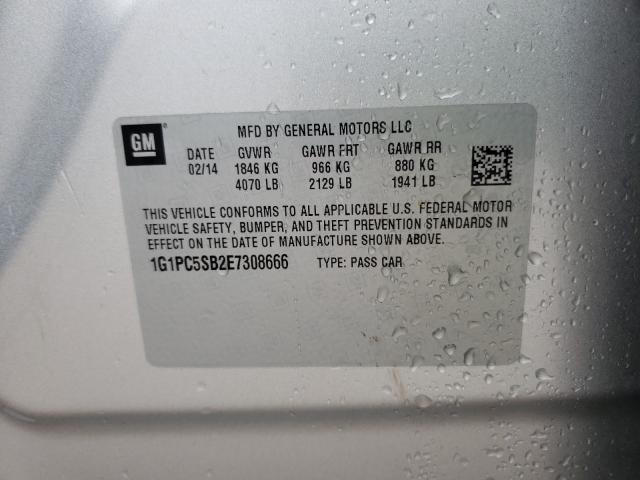 GM ®
MFD BY GENERAL MOTORS LLC
DATE GVWR GAWR FRT GAWR RR
02/14 1846 KG 966 KG 880 KG
4070 LB 2129 LB 1941 LB
THIS VEHICLE CONFORMS TO ALL APPLICABLE U.S. FEDERAL MOTOR
VEHICLE SAFETY, BUMPER, AND THEFT PREVENTION STANDARDS IN
EFFECT ON THE DATE OF MANUFACTURE SHOWN ABOVE.
1G1PC5SB2E7308666 TYPE: PASS CAR